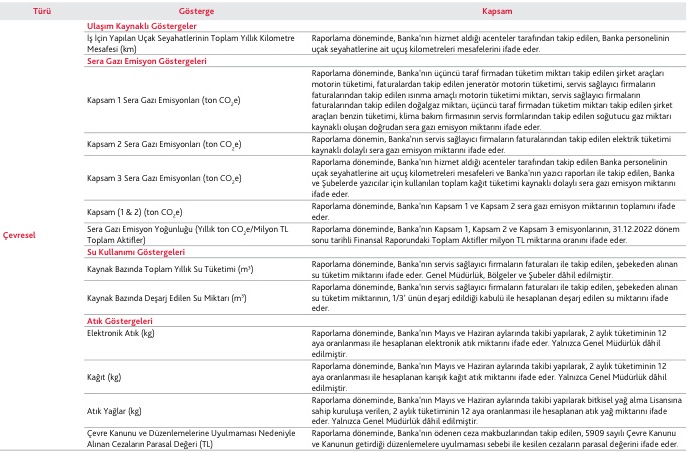 Türü Gösterge Kapsam
Ulaşım Kaynaklı Göstergeler
İş İçin Yapılan Uçak Seyahatlerinin Toplam Yıllık Kilometre
Mesafesi (km)
Raporlama döneminde, Banka'nın hizmet aldığı acenteler tarafından takip edilen, Banka personelinin
uçak seyahatlerine ait uçuş kilometreleri mesafelerini ifade eder.
Sera Gazı Emisyon Göstergeleri
Kapsam 1 Sera Gazı Emisyonları (ton CO₂e)
Raporlama döneminde, Banka'nın üçüncü taraf firmadan tüketim miktarı takip edilen şirket araçları
motorin tüketimi, faturalardan takip edilen jeneratör motorin tüketimi, servis sağlayıcı firmaların
faturalarından takip edilen ısınma amaçlı motorin tüketimi miktarı, servis sağlayıcı firmaların
faturalarından takip edilen doğalgaz miktarı, üçüncü taraf firmadan tüketim miktarı takip edilen şirket
araçları benzin tüketimi, klima bakım firmasının servis formlarından takip edilen soğutucu gaz miktarı
kaynaklı oluşan doğrudan sera gazı emisyon miktarını ifade eder.
Kapsam 2 Sera Gazı Emisyonları (ton CO₂e)
Raporlama dönemin, Banka'nın servis sağlayıcı firmaların faturalarından takip edilen elektrik tüketimi
kaynaklı dolaylı sera gazı emisyon miktarını ifade eder.
Kapsam 3 Sera Gazı Emisyonları (ton CO₂e)
Raporlama döneminde, Banka'nın hizmet aldığı acenteler tarafından takip edilen Banka personelinin
uçak seyahatlerine ait uçuş kilometreleri mesafeleri ve Banka'nın yazıcı raporları ile takip edilen, Banka
ve Şubelerde yazıcılar için kullanılan toplam kağıt tüketimi kaynaklı dolaylı sera gazı emisyon miktarını
ifade eder.
Kapsam (1 & 2) (ton CO₂e)
Raporlama döneminde, Banka'nın Kapsam 1 ve Kapsam 2 sera gazı emisyon miktarının toplamını ifade
eder.
Çevresel
Sera Gazı Emisyon Yoğunluğu (Yıllık ton CO₂e/Milyon TL
Toplam Aktifler)
Raporlama döneminde, Banka'nın Kapsam 1, Kapsam 2 ve Kapsam 3 emisyonlarının, 31.12.2022 dönem
sonu tarihli Finansal Raporundaki Toplam Aktifler milyon TL miktarına oranını ifade eder.
Su Kullanımı Göstergeleri
Kaynak Bazında Toplam Yıllık Su Tüketimi (m³)
Raporlama döneminde, Banka'nın servis sağlayıcı firmaların faturaları ile takip edilen, şebekeden alınan
su tüketim miktarını ifade eder. Genel Müdürlük, Bölgeler ve Şubeler dâhil edilmiştir.
Kaynak Bazında Deşarj Edilen Su Miktarı (m³)
Raporlama döneminde, Banka'nın servis sağlayıcı firmaların faturaları ile takip edilen, şebekeden alınan
su tüketim miktarının, 1/3' ünün deşarj edildiği kabulü ile hesaplanan deşarj edilen su miktarını ifade
eder.
Atık Göstergeleri
Elektronik Atık (kg)
Raporlama döneminde, Banka'nın Mayıs ve Haziran aylarında takibi yapılarak, 2 aylık tüketiminin 12
aya oranlanması ile hesaplanan elektronik atık miktarını ifade eder. Yalnızca Genel Müdürlük dâhil
edilmiştir.
Kağıt (kg)
Raporlama döneminde, Banka'nın Mayıs ve Haziran aylarında takibi yapılarak, 2 aylık tüketiminin 12
aya oranlanması ile hesaplanan karışık kağıt atık miktarını ifade eder. Yalnızca Genel Müdürlük dâhil
edilmiştir.
Atık Yağlar (kg)
Raporlama döneminde, Banka'nın Mayıs ve Haziran aylarında takibi yapılarak bitkisel yağ alma Lisansına
sahip kuruluşa verilen, 2 aylık tüketiminin 12 aya oranlanması ile hesaplanan atık yağ miktarını ifade
eder. Yalnızca Genel Müdürlük dâhil edilmiştir.
Çevre Kanunu ve Düzenlemelerine Uyulmaması Nedeniyle
Alınan Cezaların Parasal Değeri (TL)
Raporlama döneminde, Banka'nın ödenen ceza makbuzlarından takip edilen, 5909 sayılı Çevre Kanunu
ve Kanunun getirdiği düzenlemelere uyulmaması sebebi ile kesilen cezaların parasal değerini ifade eder.